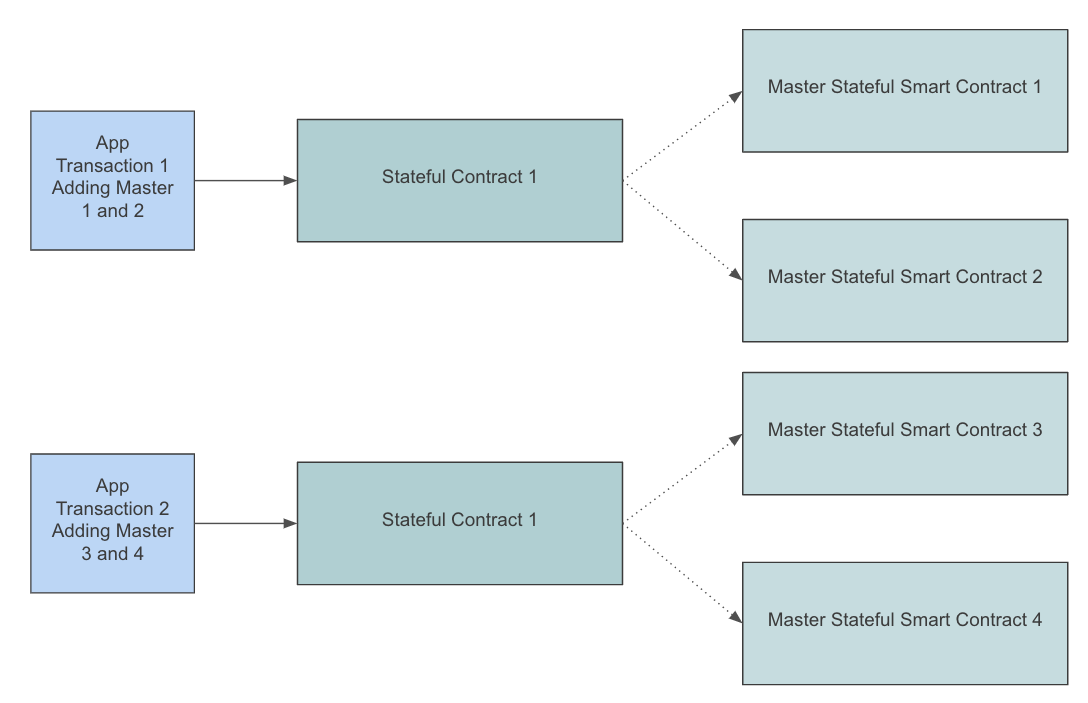 App
Transaction 1
Adding Master
1 and 2
Stateful Contract 1
Master Stateful Smart Contract 1
Master Stateful Smart Contract 2
App
Transaction 2
Adding Master
3 and 4
Stateful Contract 1
Master Stateful Smart Contract 3
Master Stateful Smart Contract 4